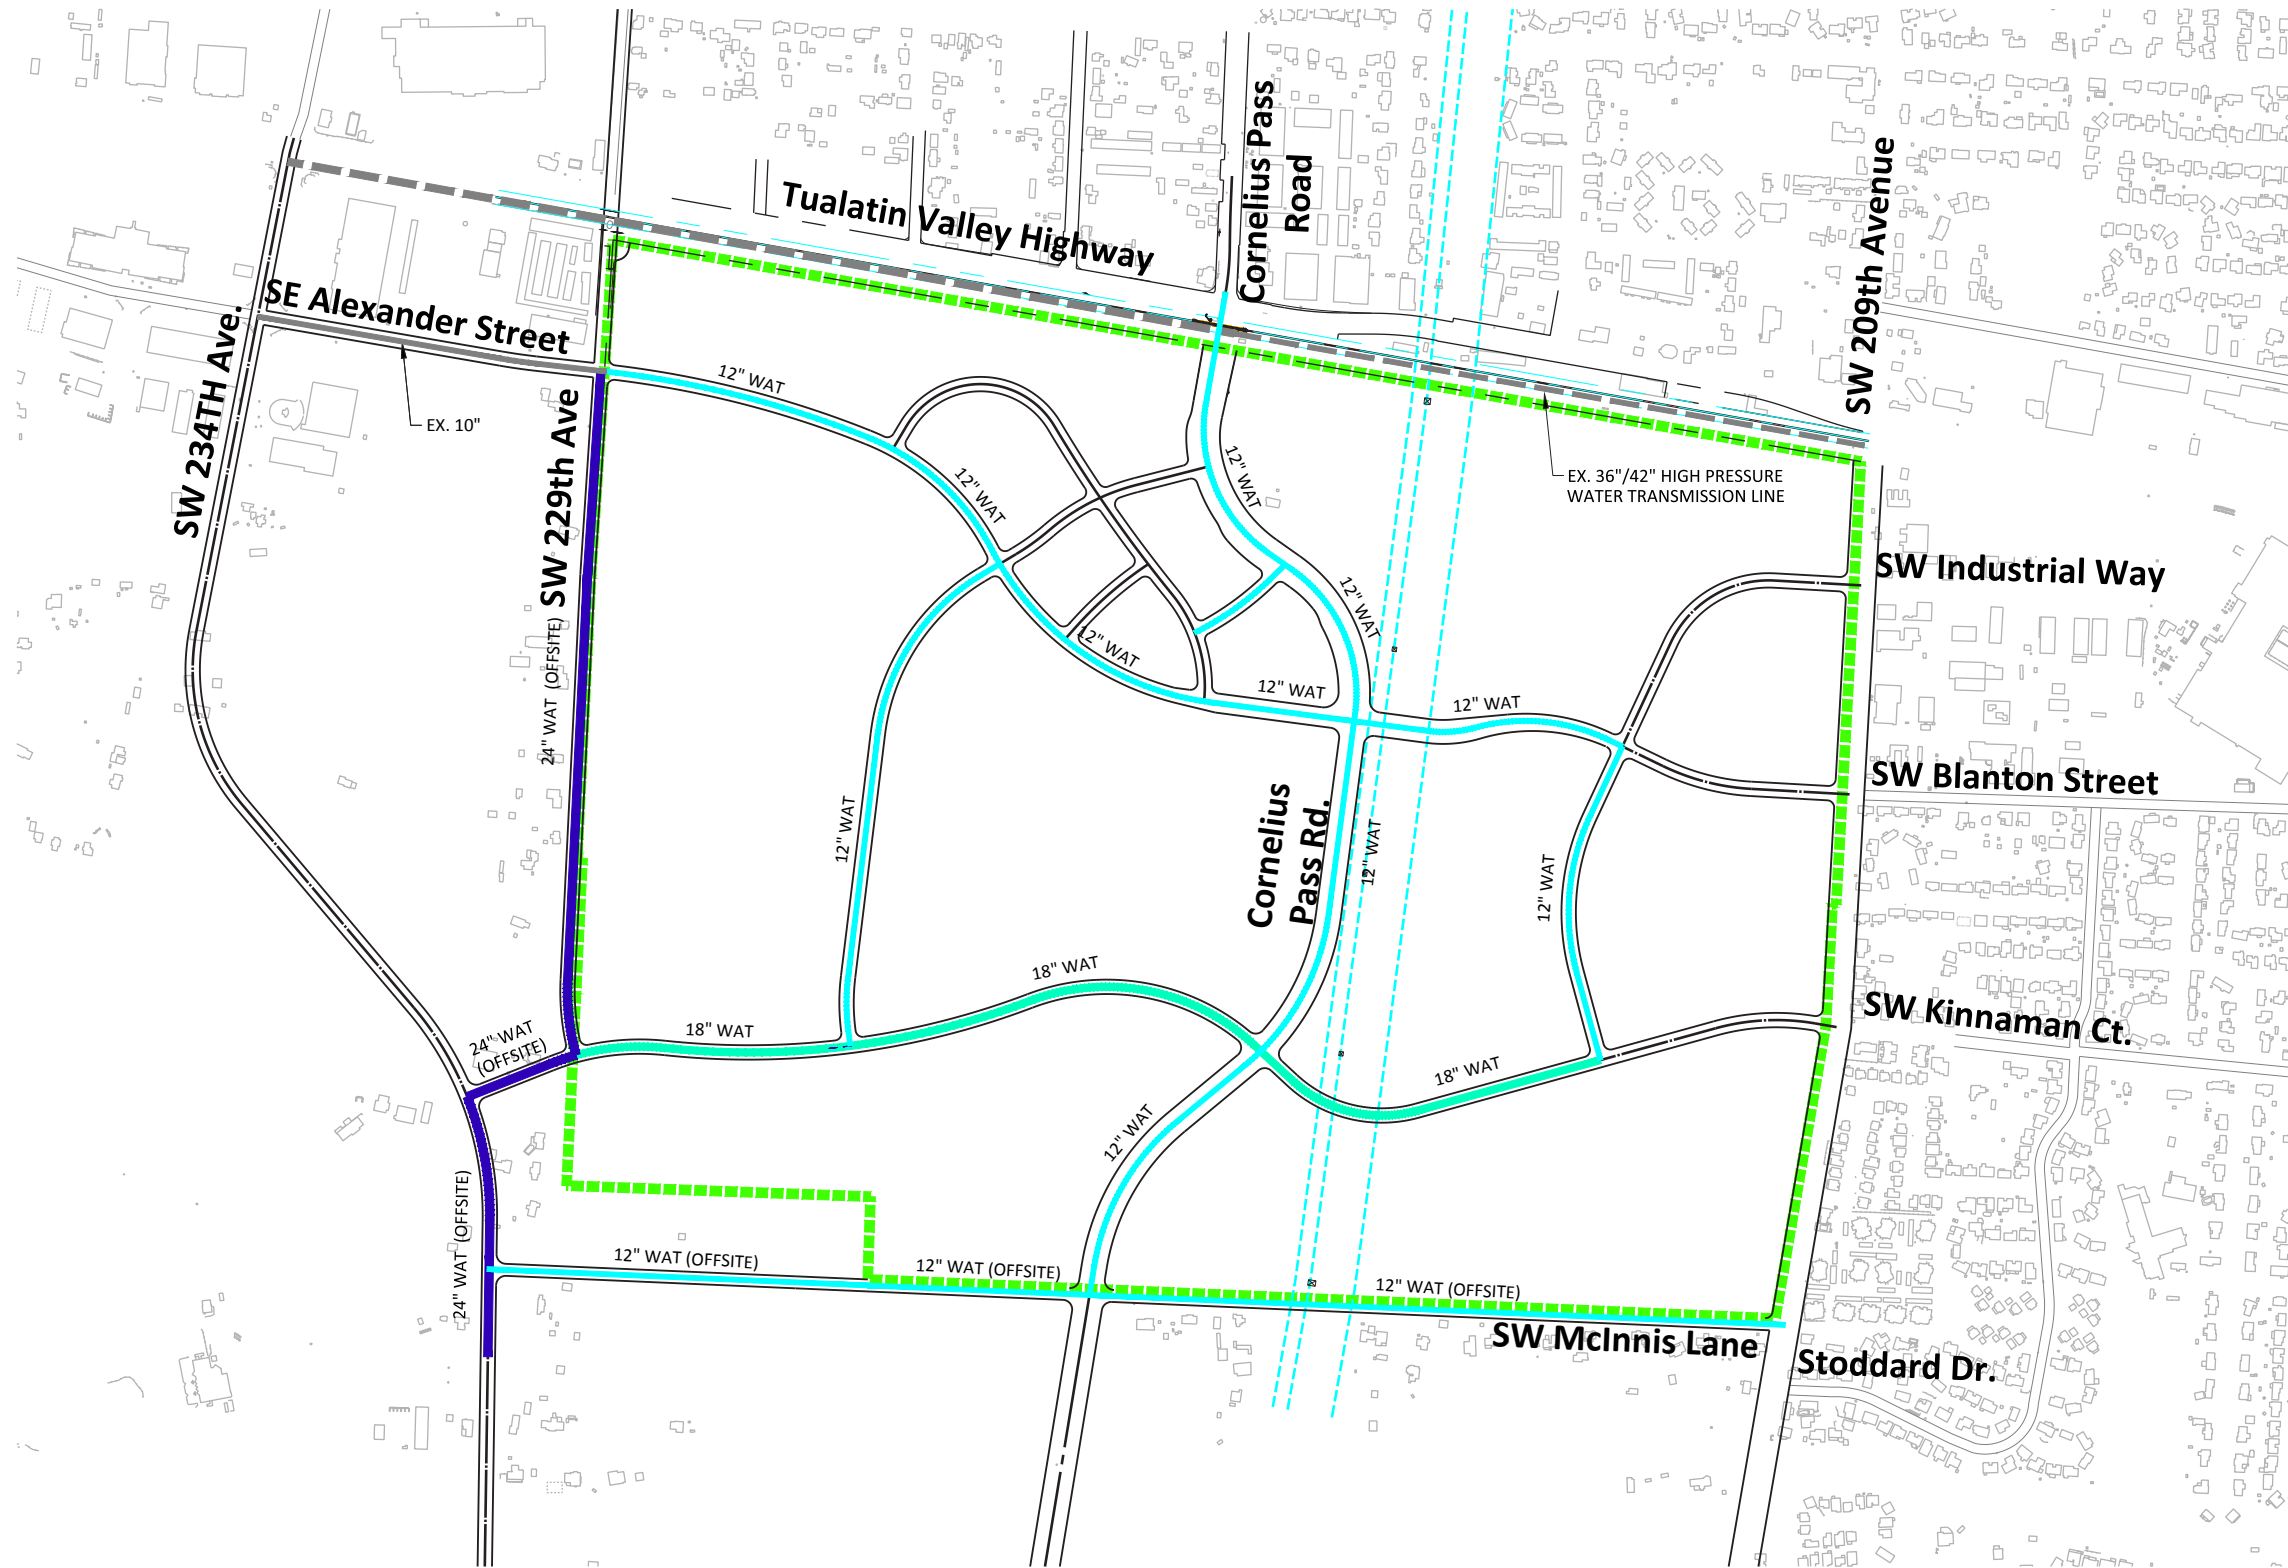 Cornelius Pass
Road
Tualatin Valley Highway
SW 209th Avenue
SE Alexander Street
SW 234TH Ave.
12" WAT
EX. 10"
SW 229th Ave
12" WAT
12" WAT
EX. 36"/42" HIGH PRESSURE
WATER TRANSMISSION LINE
SW Industrial Way
12" WAT
24" WAT (OFFSITE)
12" WAT
12" WAT
12" WAT
SW Blanton Street
12" WAT
Cornelius
Pass Rd.
12" WAT
12" WAT
18" WAT
SW Kinnaman Ct.
24" WAT
(OFFSITE)
18" WAT
18" WAT
12" WAT
24" WAT (OFFSITE)
12" WAT (OFFSITE)
12" WAT (OFFSITE)
12" WAT (OFFSITE)
SW McInnis Lane
Stoddard Dr.